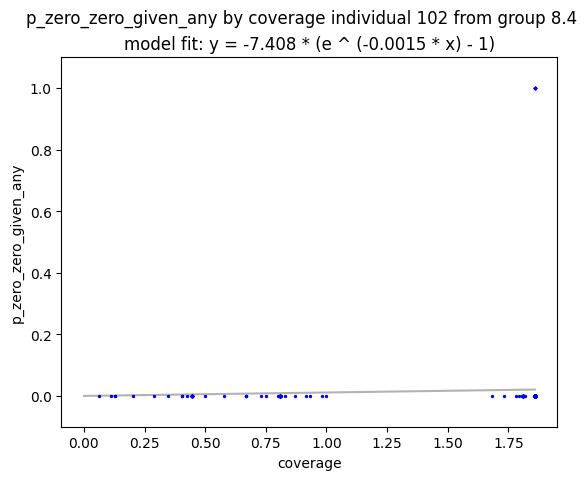 p_zero_zero_given_any by coverage individual 102 from group 8.4
model fit: y = -7.408 * (e ^ (-0.0015 * x) - 1)
p_zero_zero_given_any
1.0
0.8
0.6
0.4
0.2
0.0
0.00 0.25 0.50 0.75 1.00 1.25 1.50 1.75
coverage